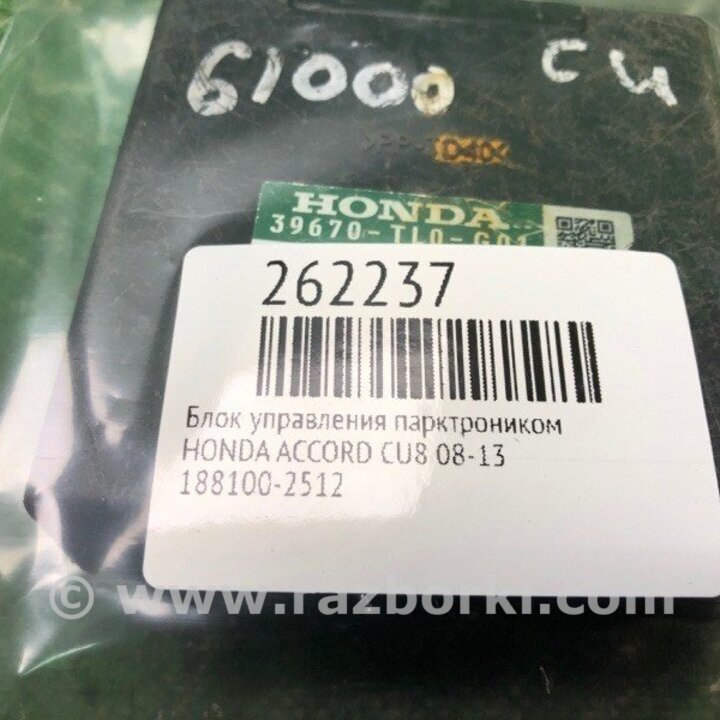 61000 CU
HONDA
39670-TL0-G01
262237
Блок управления парктроником
HONDA ACCORD CU8 08-13
188100-2512
© www.razborki.com